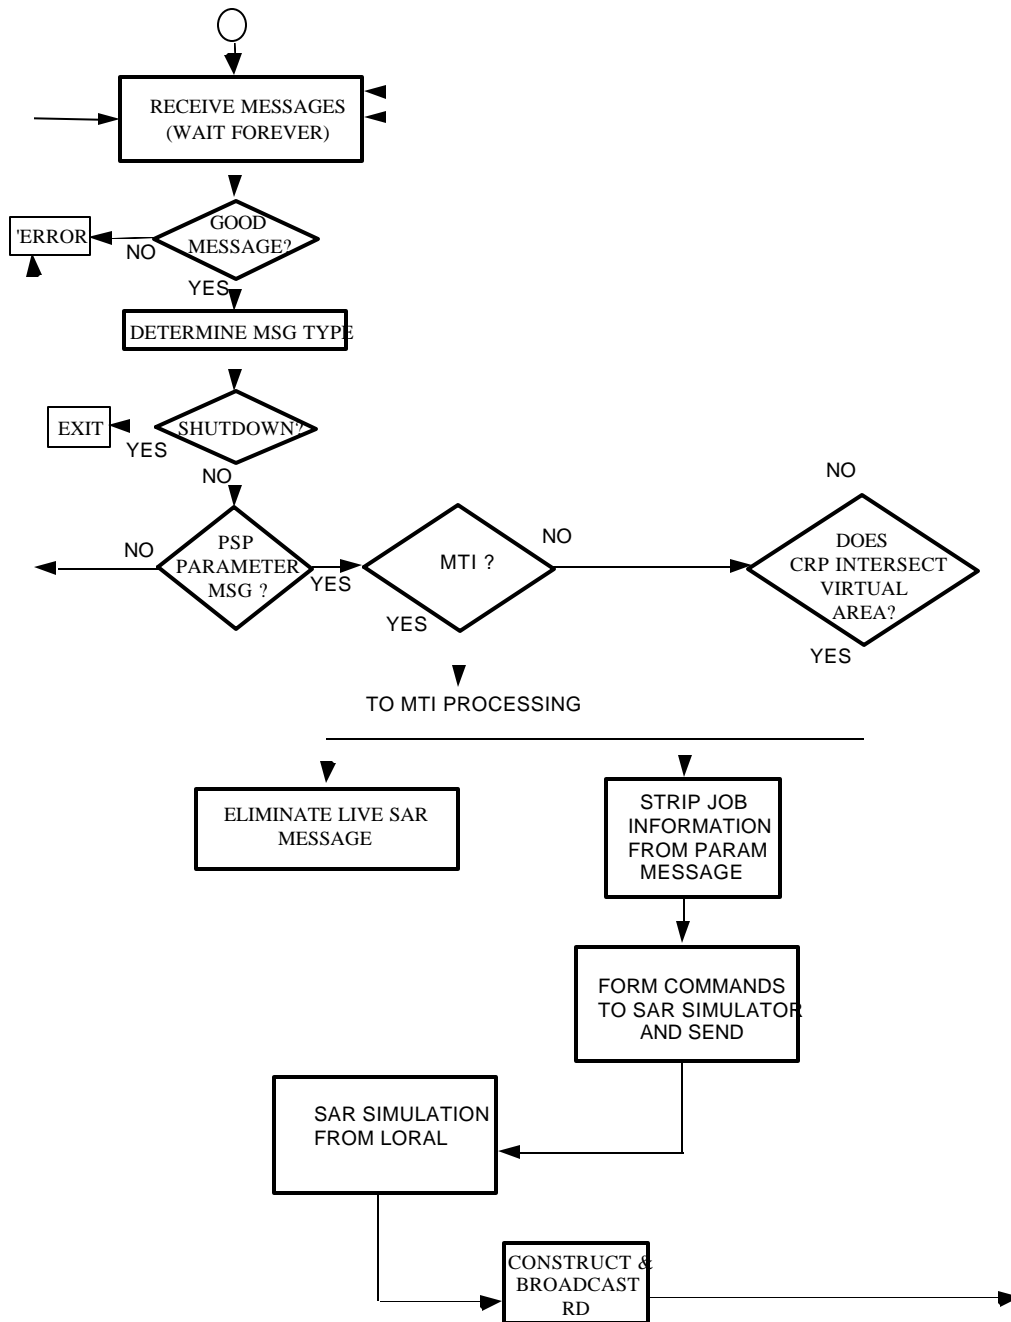 RECEIVE MESSAGES
(WAIT FOREVER)
GOOD
MESSAGE?
'ERROR
NO
YES
DETERMINE MSG TYPE
SHUTDOWN?
EXIT
YES
NO
PSP
PARAMETER
MSG ?
NO
YES
MTI ?
NO
YES
NO
DOES
CRP INTERSECT
VIRTUAL
AREA?
YES
TO MTI PROCESSING
ELIMINATE LIVE SAR
MESSAGE
STRIP JOB
INFORMATION
FROM PARAM
MESSAGE
FORM COMMANDS
TO SAR SIMULATOR
AND SEND
SAR SIMULATION
FROM LORAL
CONSTRUCT &
BROADCAST
RD